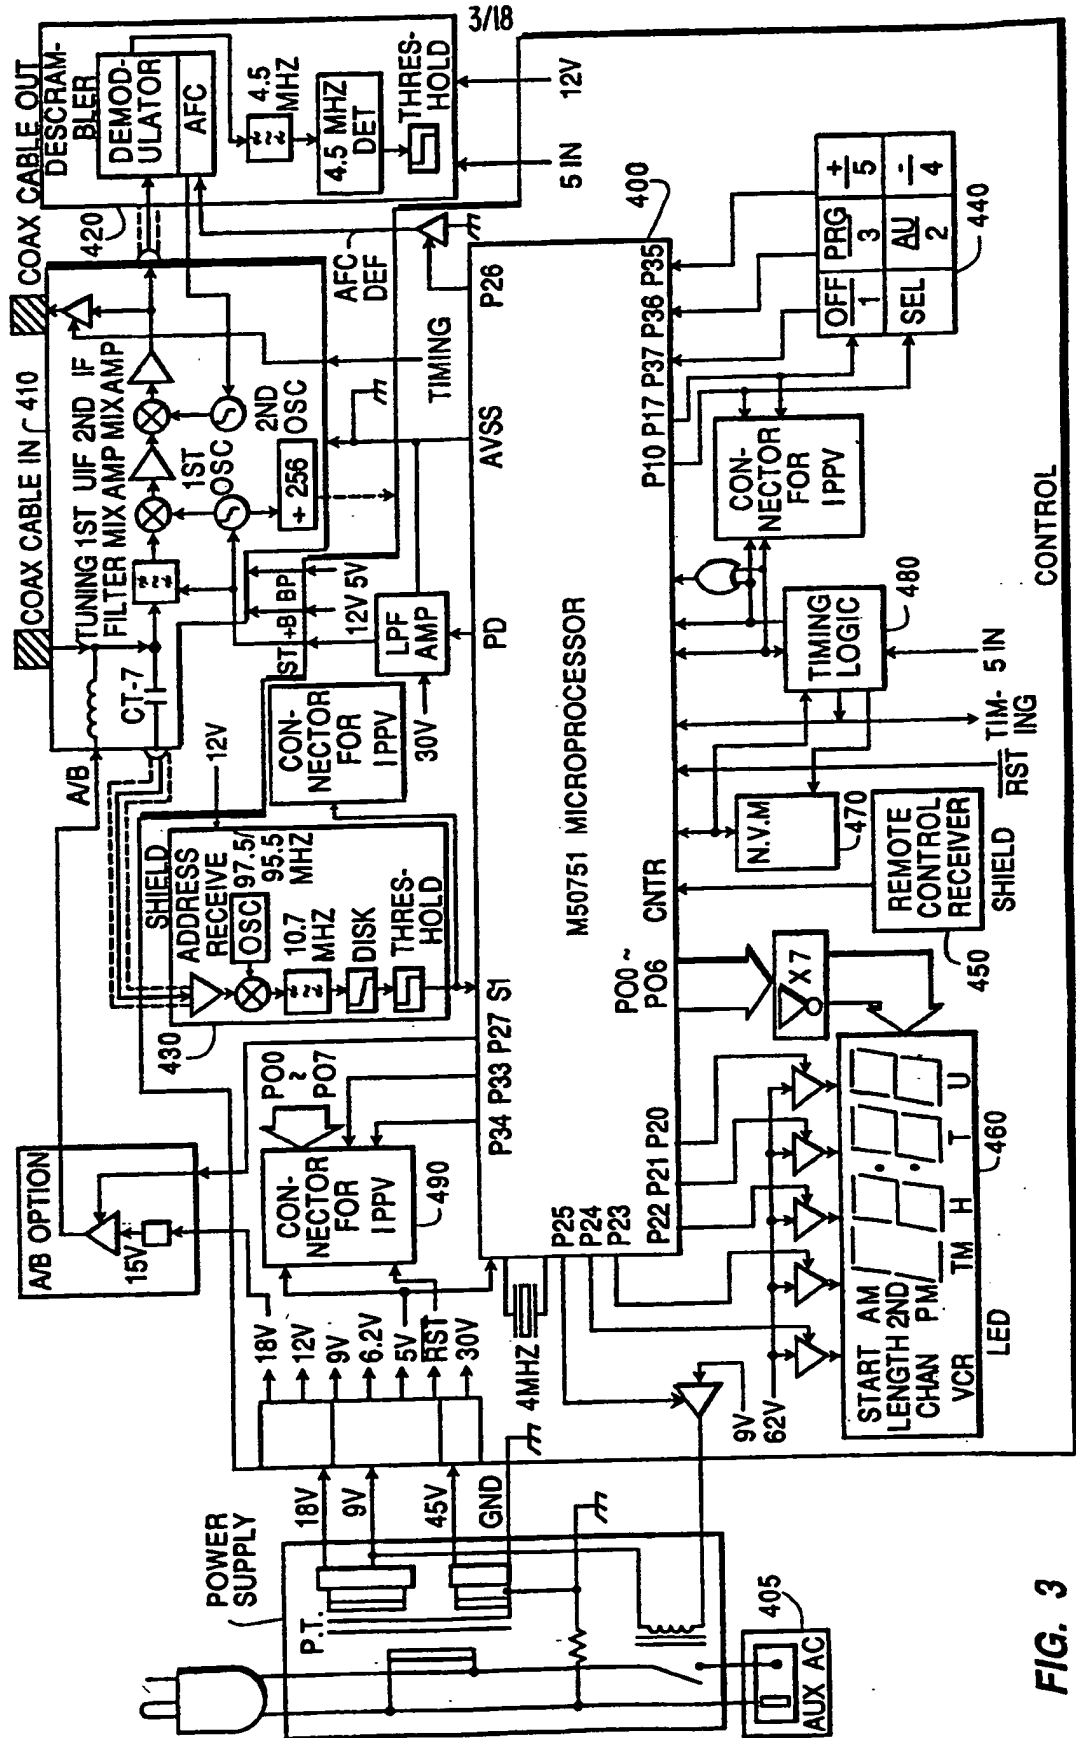 3/18
COAX CABLE IN
410
COAX CABLE OUT
TUNING 1ST UIF 2ND IF
FILTER MIX AMP MIX AMP
1ST
OSC
2ND
OSC
÷ 256
CT-7
A/B
ST
+B
BP
12V 5V
420
DESCRAM-
BLER
DEMOD-
ULATOR
AFC
4.5
MHZ
4.5 MHZ
DET
THRES-
HOLD
5 IN
12V
AFC
DEF
TIMING
LPF
AMP
30V
CON-
NECTOR
FOR
IPPV
SHIELD
ADDRESS
RECEIVE
12V
OSC
97.5/
95.5
MHZ
10.7
MHZ
DISK
THRES-
HOLD
430
A/B OPTION
15V
PO0
~
PO7
CON-
NECTOR
FOR
IPPV
490
18V
12V
9V
6.2V
5V
RST
30V
4MHZ
POWER
SUPPLY
P.T.
18V
9V
45V
GND
405
AUX AC
P34 P33 P27 S1
PD
AVSS
P26
M50751 MICROPROCESSOR
400
P25
P24
P23
P22 P21 P20
PO0~
PO6
CNTR
P10 P17 P37 P36 P35
9V
62V
X7
START AM
LENGTH 2ND
CHAN PM
VCR TM H T U
LED
460
REMOTE
CONTROL
RECEIVER
450
SHIELD
N.V.M
470
RST
TIM-
ING
5 IN
TIMING
LOGIC
480
CON-
NECTOR
FOR
IPPV
OFF PRG + 
1 3 5
SEL AU -
2 4
440
CONTROL
FIG. 3